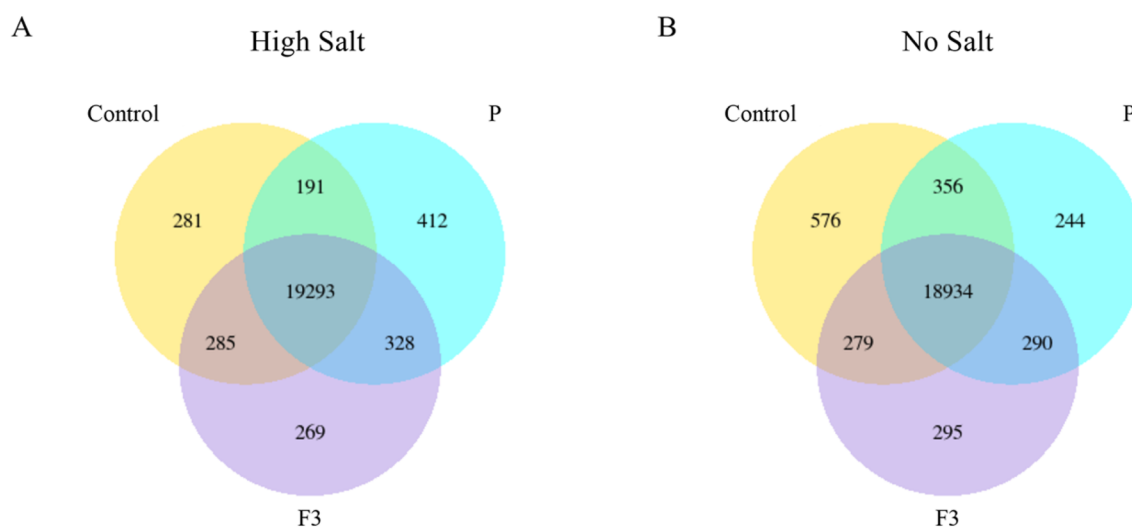 A
High Salt
Control
P
191
281
412
19293
285
328
269
F3
B
No Salt
Control
P
356
576
244
18934
279
290
295
F3